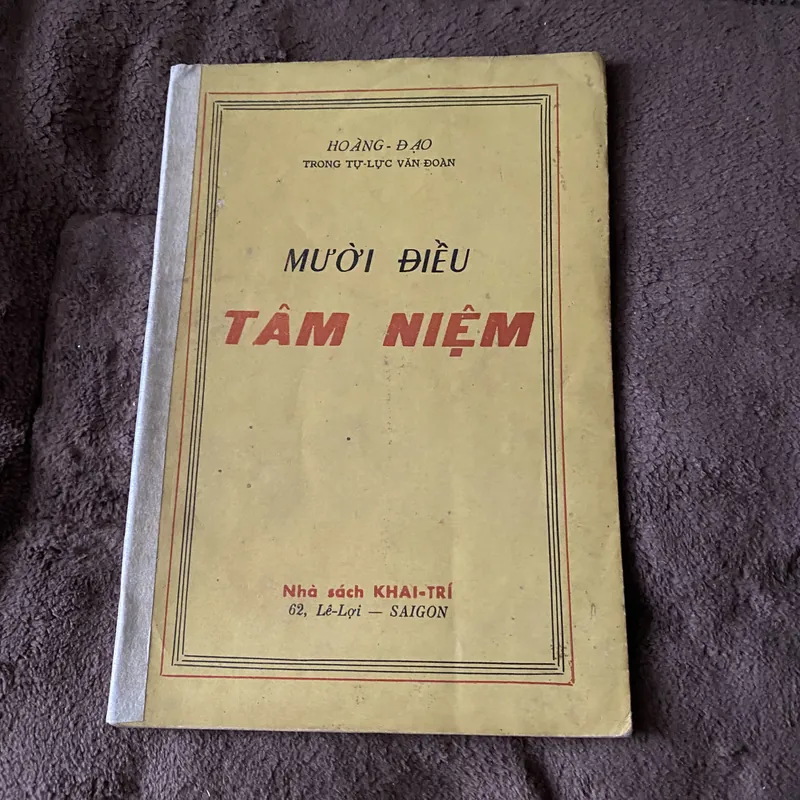 HOÀNG - ĐẠO
TRONG TỰ-LỰC VĂN ĐOÀN
MƯỜI ĐIỀU
TÂM NIỆM
Nhà sách KHAI-TRÍ
62, Lê-Lợi — SAIGON